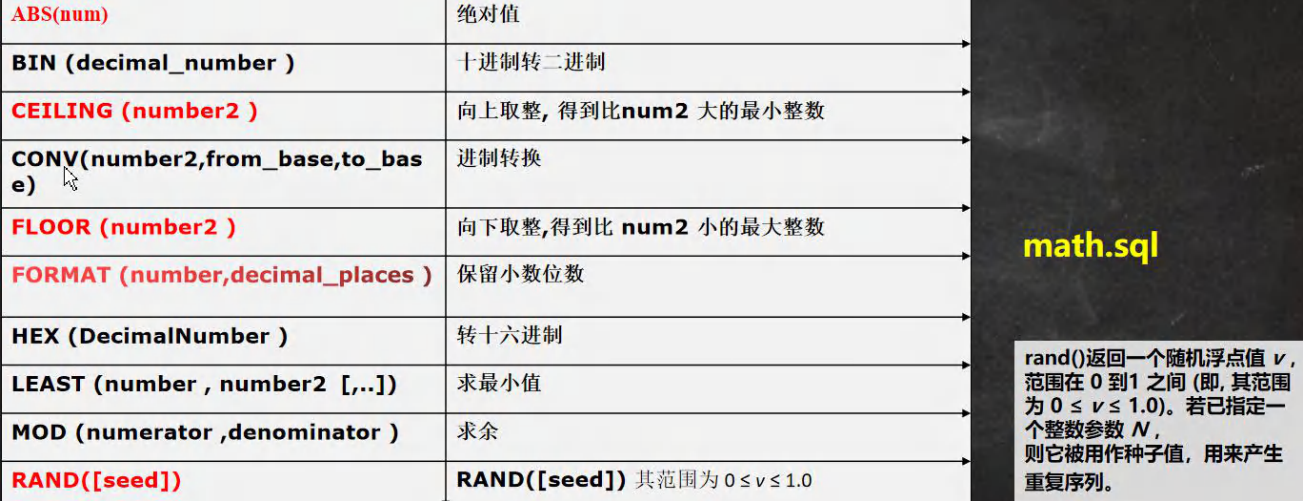 ABS(num)
绝对值
BIN (decimal_number )
十进制转二进制
CEILING (number2 )
向上取整, 得到比num2 大的最小整数
CONV(number2,from_base,to_bas
e)
进制转换
FLOOR (number2 )
向下取整,得到比 num2 小的最大整数
FORMAT (number,decimal_places )
保留小数位数
HEX (DecimalNumber )
转十六进制
LEAST (number , number2 [,..])
求最小值
MOD (numerator ,denominator )
求余
RAND([seed])
RAND([seed]) 其范围为 0 ≤ v ≤ 1.0
math.sql
rand()返回一个随机浮点值 v ,
范围在 0 到1 之间 (即, 其范围
为 0 ≤ v ≤ 1.0)。若已指定一
个整数参数 N ,
则它被用作种子值，用来产生
重复序列。